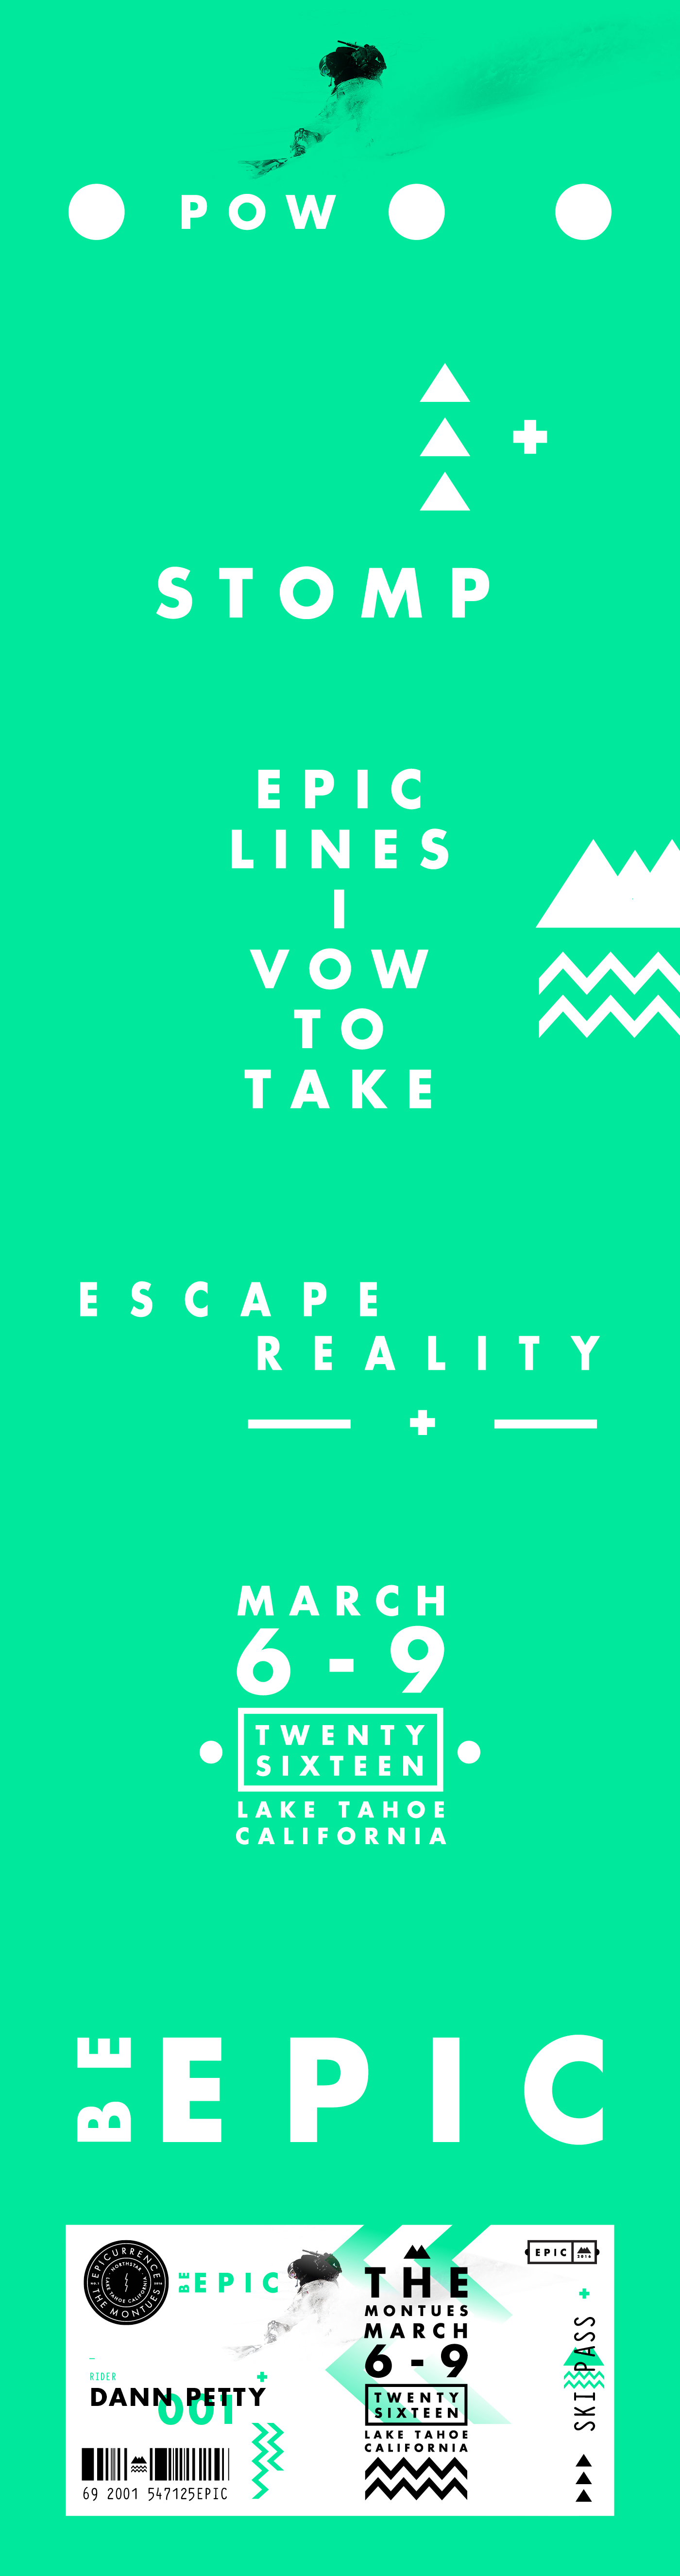 POW
STOMP
EPIC
LINES
I
VOW
TO
TAKE
ESCAPE
REALITY
MARCH
6 - 9
TWENTY
SIXTEEN
LAKE TAHOE
CALIFORNIA
BE EPIC
EPICURRENCE
THE MONTUES
NORTHSTAR
LAKE TAHOE CALIFORNIA
BE EPIC
RIDER
DANN PETTY
001
69 2001 547125EPIC
THE
MONTUES
MARCH
6 - 9
TWENTY
SIXTEEN
LAKE TAHOE
CALIFORNIA
EPIC
2016
SKI PASS